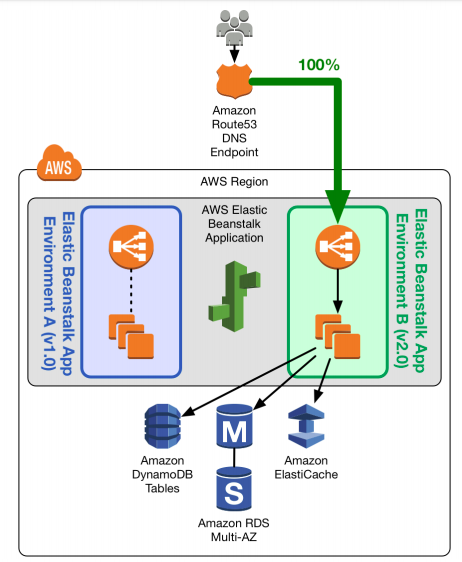 100%
Amazon
Route53
DNS
Endpoint
AWS
AWS Region
Elastic Beanstalk App
Environment A (v1.0)
AWS Elastic
Beanstalk
Application
Elastic Beanstalk App
Environment B (v2.0)
Amazon
DynamoDB
Tables
M
S
Amazon RDS
Multi-AZ
Amazon
ElastiCache